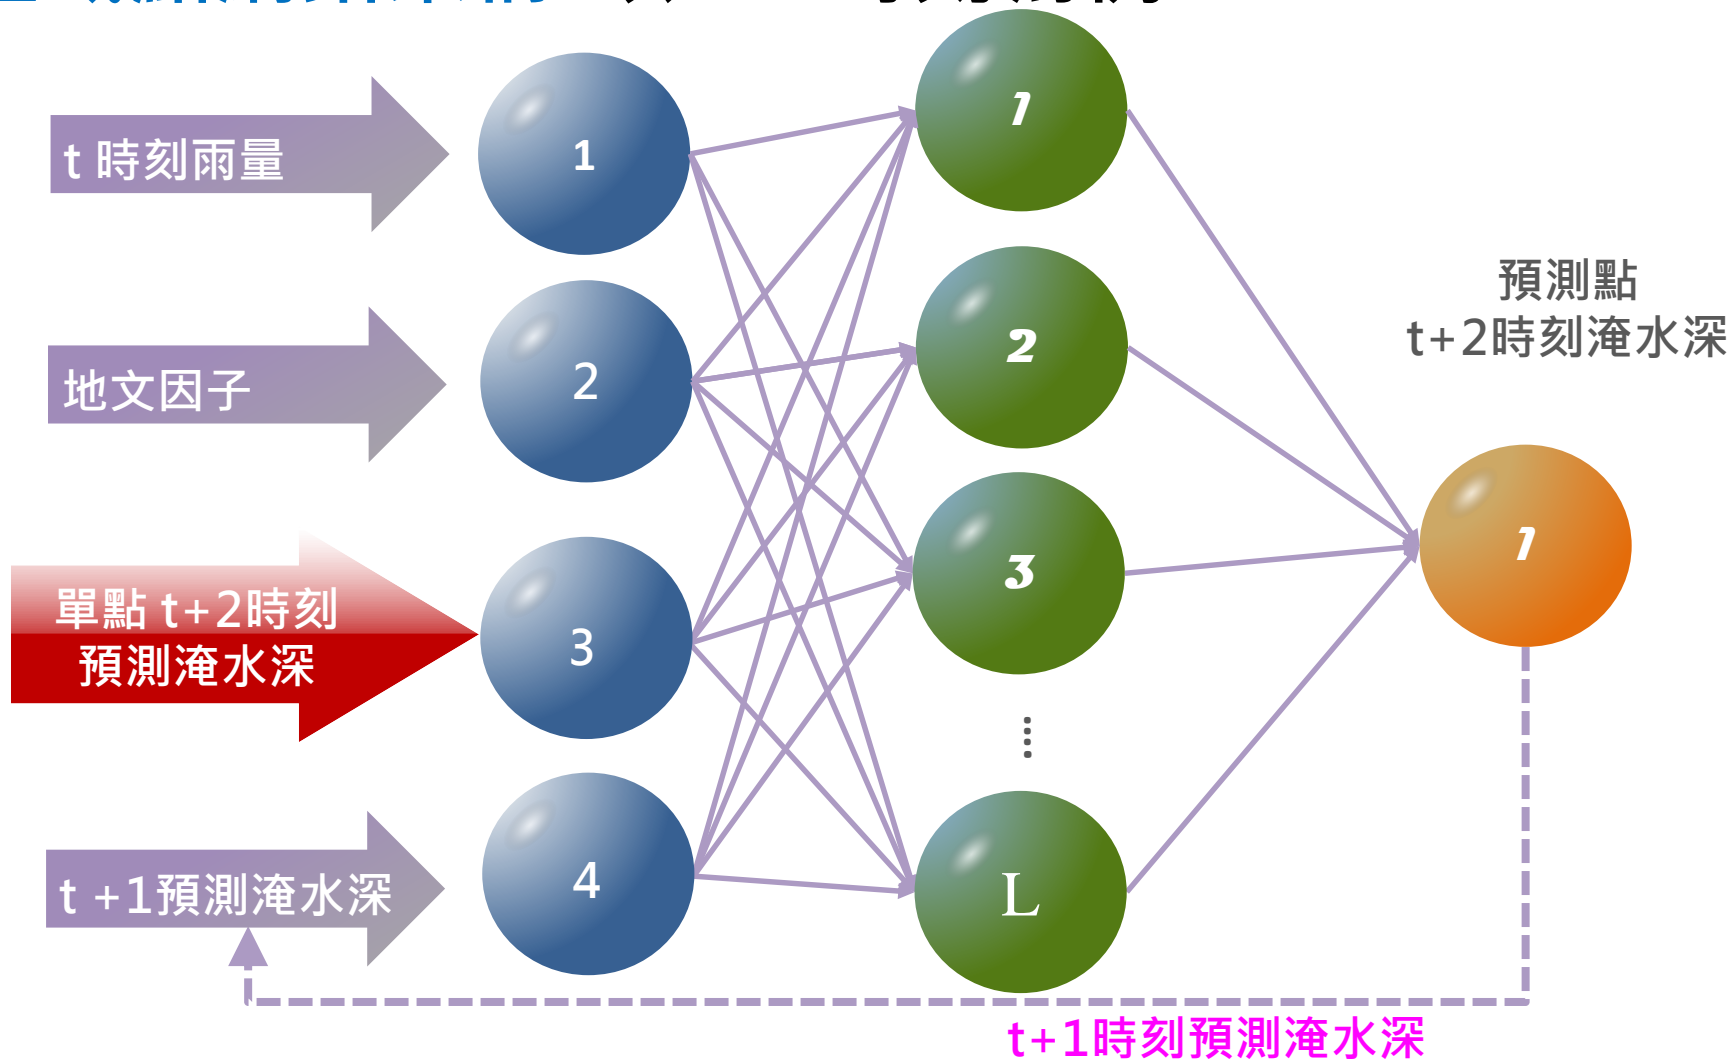 t 時刻雨量
1
1
地文因子
2
2
預測點
t+2時刻淹水深
單點 t+2時刻
預測淹水深
3
3
1
t +1預測淹水深
4
L
t+1時刻預測淹水深